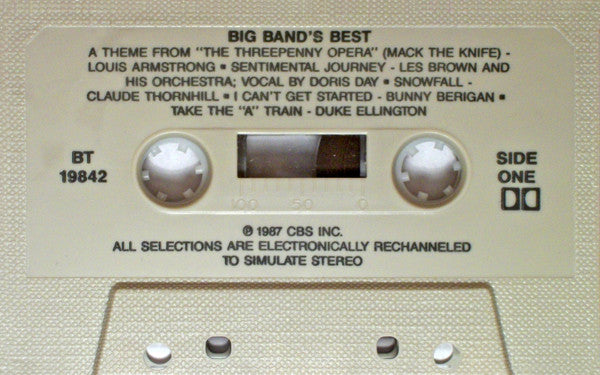 BIG BAND'S BEST
A THEME FROM "THE THREEPENNY OPERA" (MACK THE KNIFE) -
LOUIS ARMSTRONG ▪ SENTIMENTAL JOURNEY - LES BROWN AND
HIS ORCHESTRA; VOCAL BY DORIS DAY ▪ SNOWFALL -
CLAUDE THORNHILL ▪ I CAN'T GET STARTED - BUNNY BERIGAN ▪
TAKE THE "A" TRAIN - DUKE ELLINGTON
BT
19842
SIDE
ONE
100 50 0
℗ 1987 CBS INC.
ALL SELECTIONS ARE ELECTRONICALLY RECHANNELED
TO SIMULATE STEREO